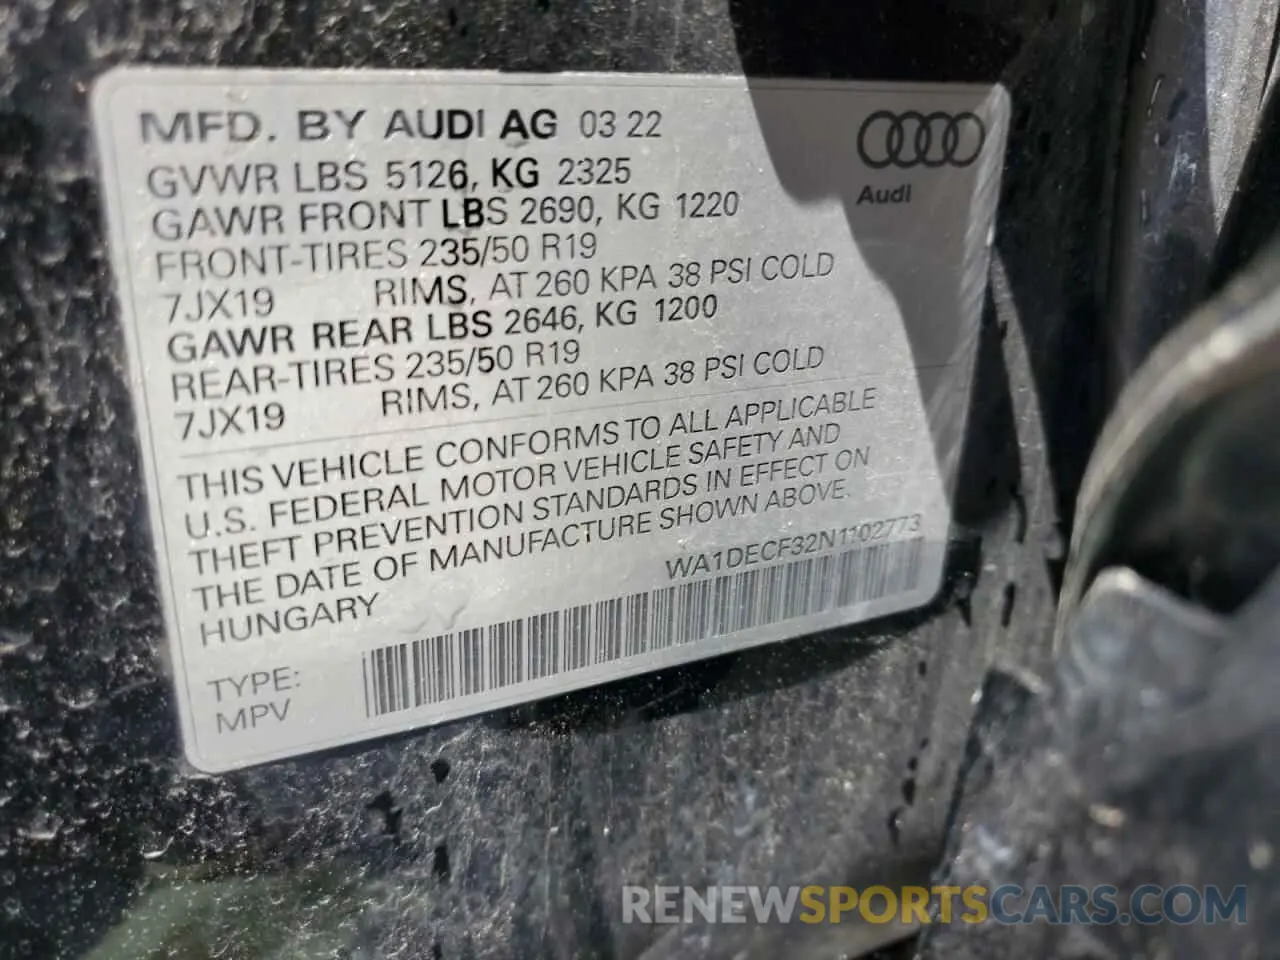 MFD. BY AUDI AG 03 22
Audi
GVWR LBS 5126, KG 2325
GAWR FRONT LBS 2690, KG 1220
FRONT-TIRES 235/50 R19
7JX19 RIMS, AT 260 KPA 38 PSI COLD
GAWR REAR LBS 2646, KG 1200
REAR-TIRES 235/50 R19
7JX19 RIMS, AT 260 KPA 38 PSI COLD
THIS VEHICLE CONFORMS TO ALL APPLICABLE
U.S. FEDERAL MOTOR VEHICLE SAFETY AND
THEFT PREVENTION STANDARDS IN EFFECT ON
THE DATE OF MANUFACTURE SHOWN ABOVE.
HUNGARY
WA1DECF32N1102773
TYPE:
MPV
RENEWSPORTSCARS.COM